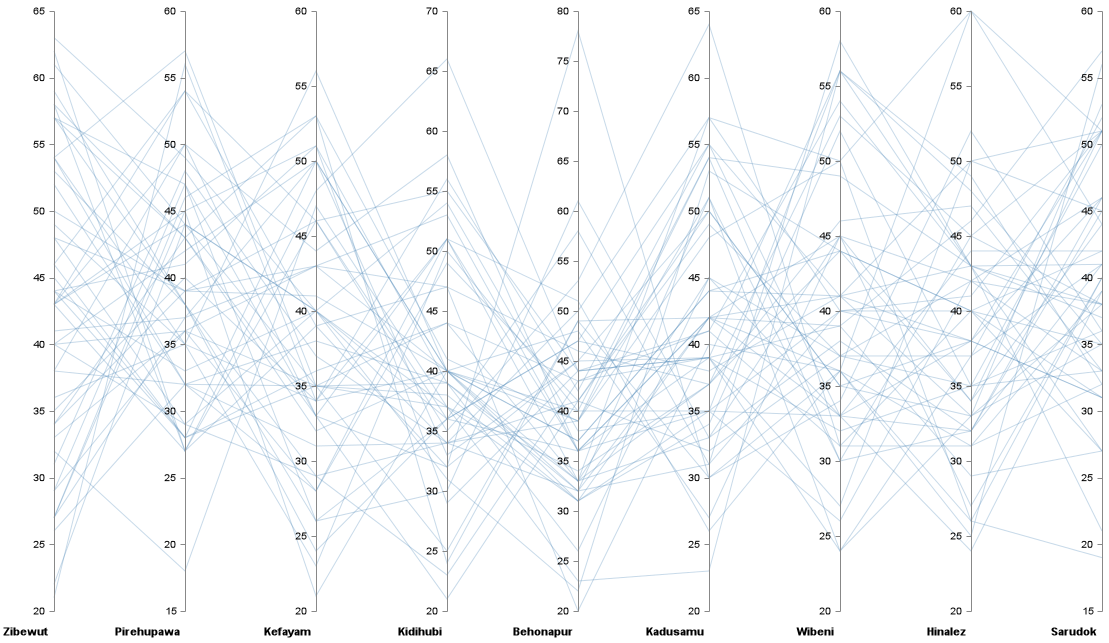 65 60 60 70 80 65 60 60 60
60 55 55 65 75 60 55 55 55
55 50 50 60 70 55 50 50 50
50 45 45 55 65 50 45 45 45
45 40 40 50 60 45 40 40 40
40 35 35 45 55 40 35 35 35
35 30 30 40 50 35 30 30 30
30 25 25 35 45 30 25 25 25
25 20 20 30 40 25 20 20 20
20 15 25 35 20 15
20 30
25
20
Zibewut Pirehupawa Kefayam Kidihubi Behonapur Kadusamu Wibeni Hinalez Sarudok